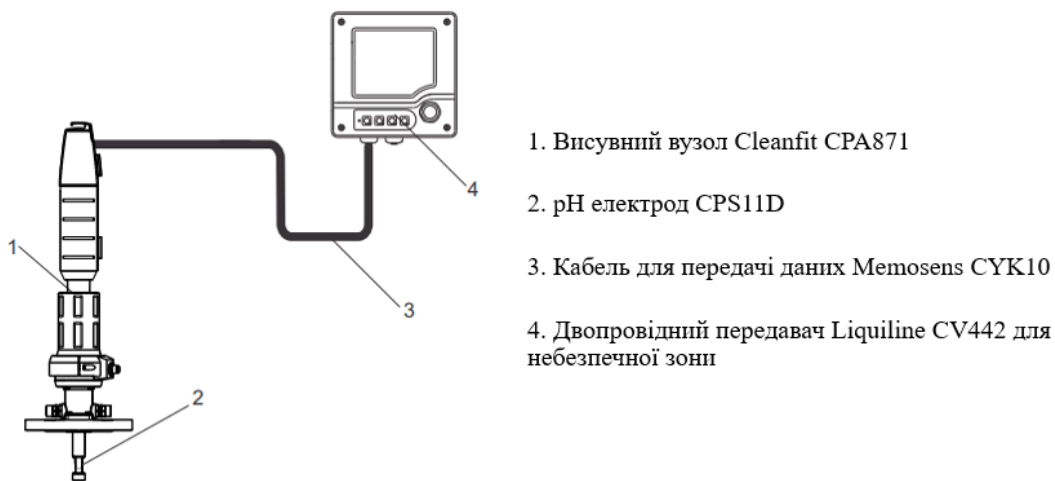 1. Висувний вузол Cleanfit CPA871
2. pH електрод CPS11D
3. Кабель для передачі даних Memosens CYK10
4. Двопровідний передавач Liquiline CV442 для
небезпечної зони
4
1
3
2